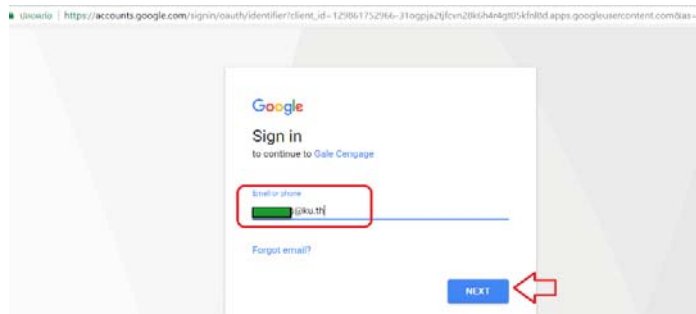 https://accounts.google.com/signin/oauth/identifier?client_id=
Google
Sign in
to continue to Gale Cengage
Email or phone
@ku.th
Forgot email?
NEXT